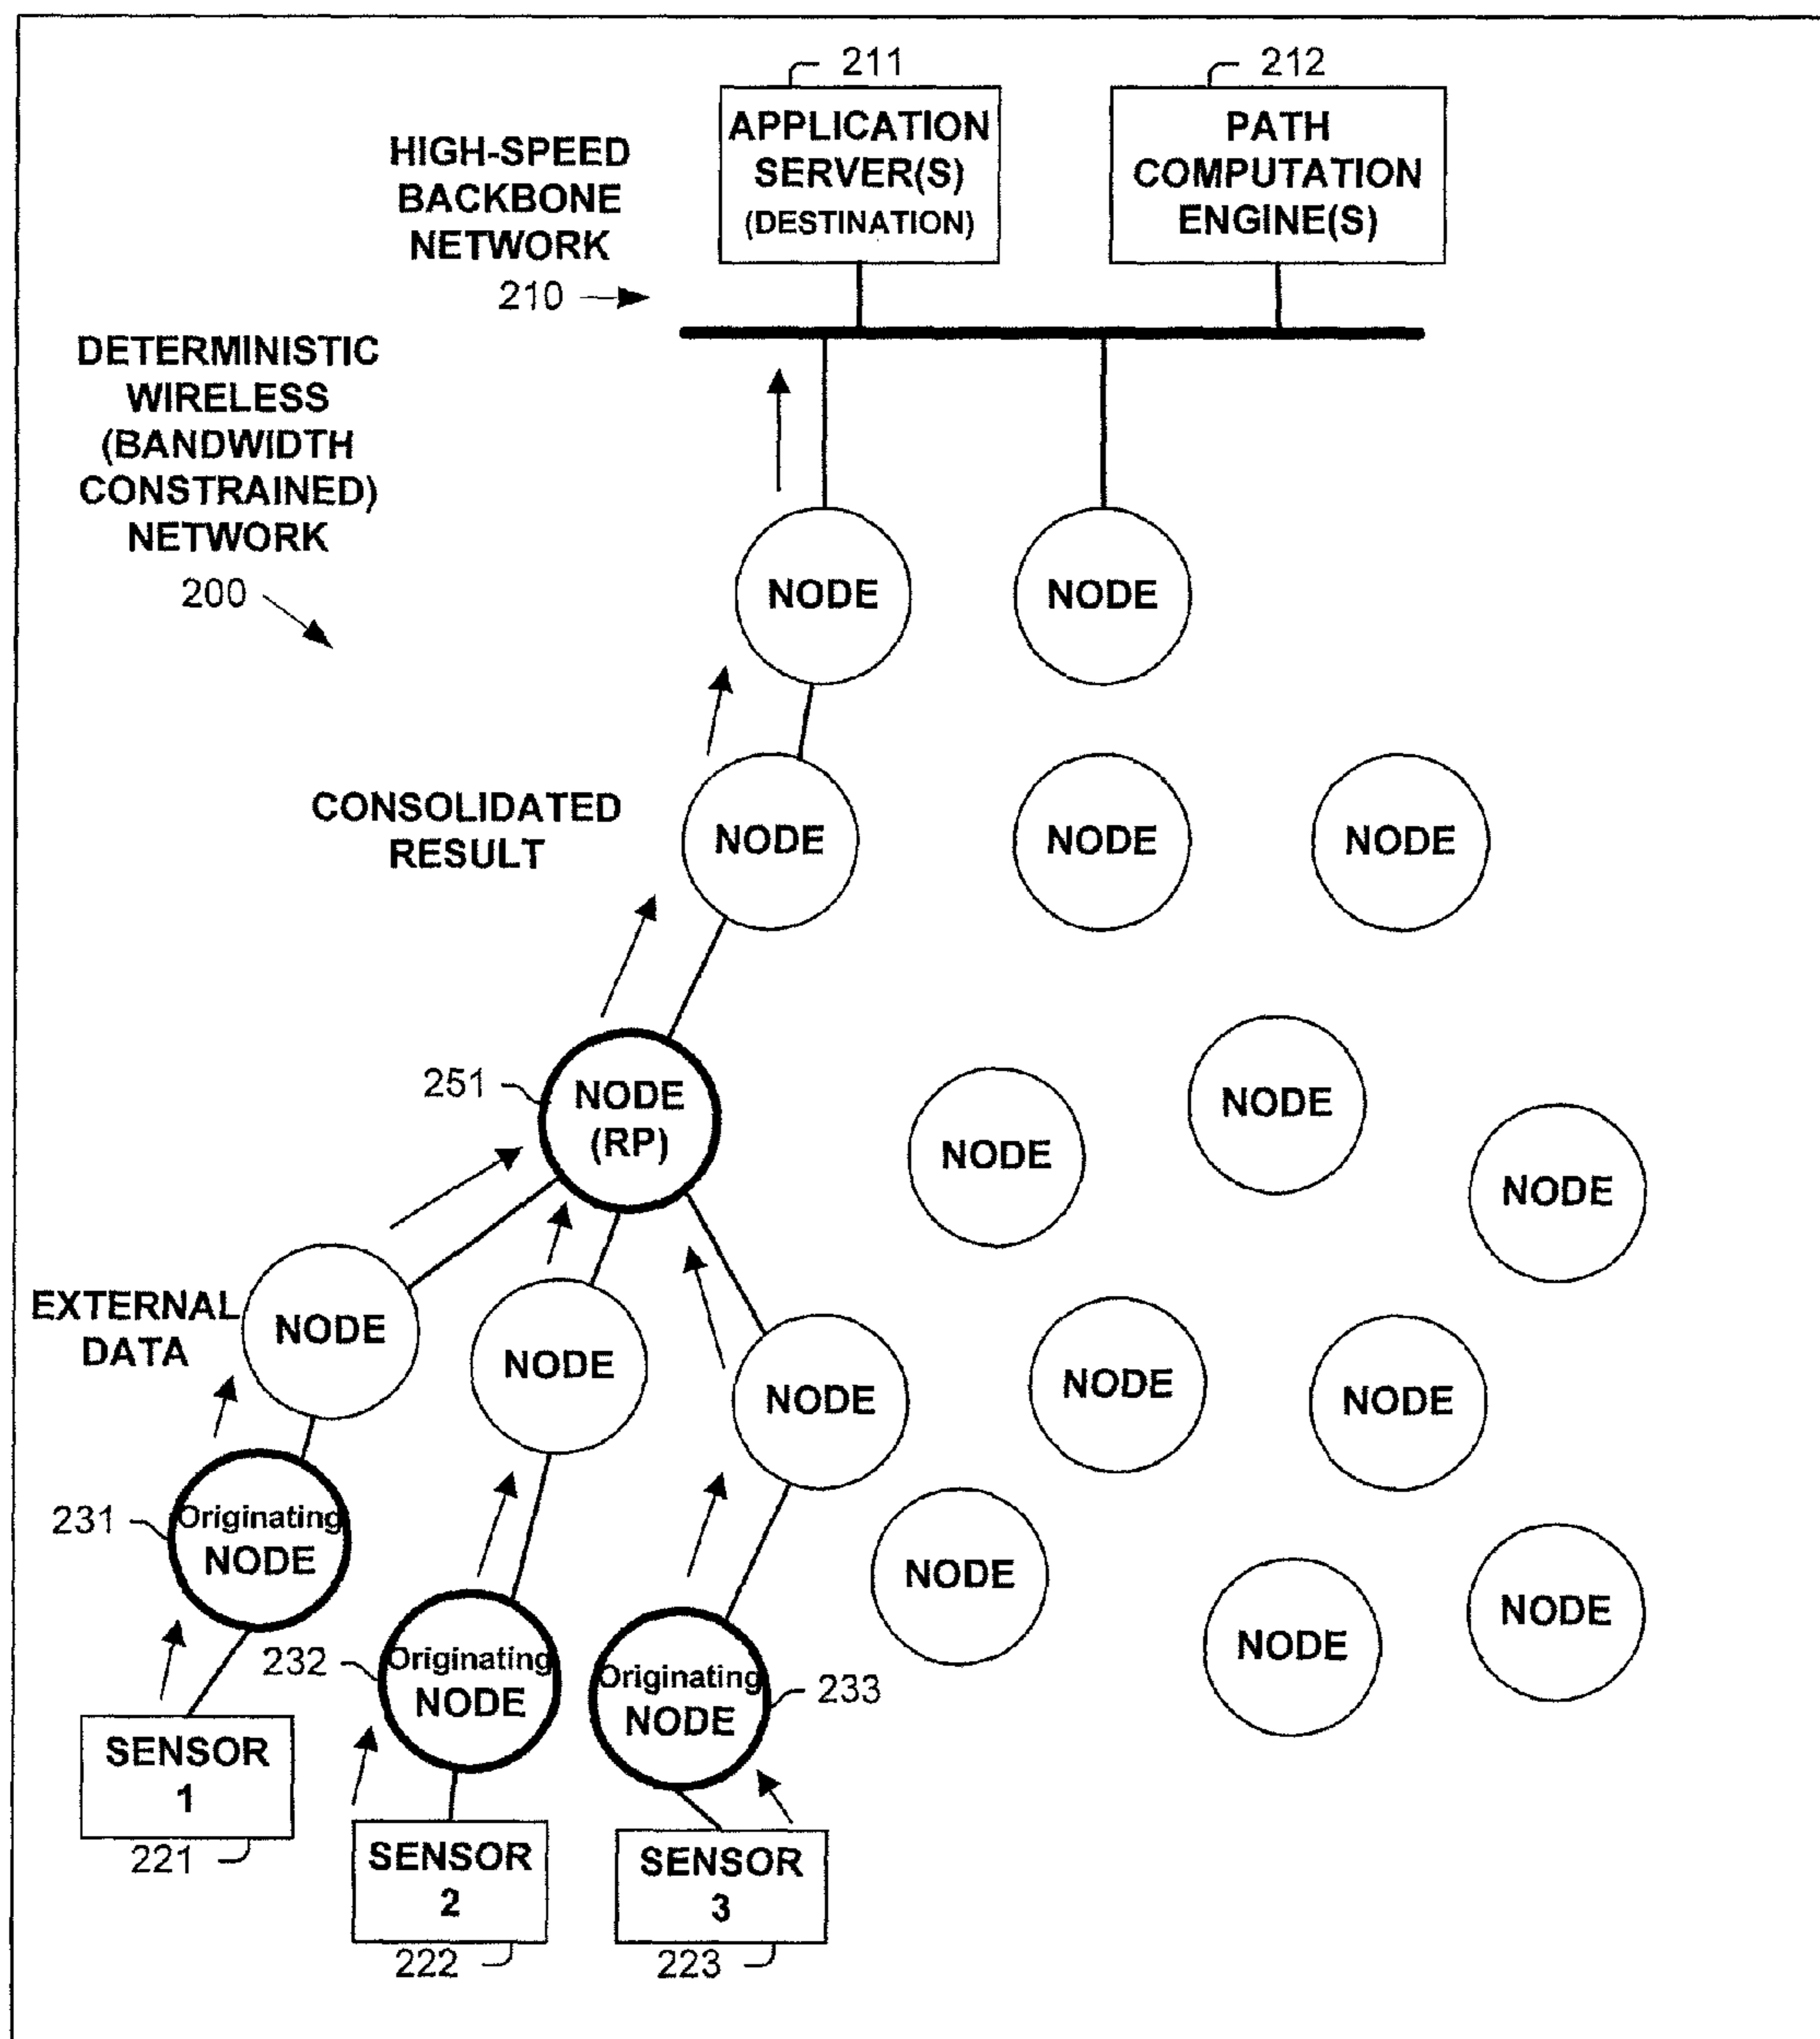 211
212
APPLICATION
SERVER(S)
(DESTINATION)
PATH
COMPUTATION
ENGINE(S)
HIGH-SPEED
BACKBONE
NETWORK
210
DETERMINISTIC
WIRELESS
(BANDWIDTH
CONSTRAINED)
NETWORK
200
NODE
NODE
CONSOLIDATED
RESULT
NODE
NODE
NODE
251
NODE
(RP)
NODE
NODE
NODE
EXTERNAL
DATA
NODE
NODE
NODE
NODE
NODE
231
Originating
NODE
232
Originating
NODE
Originating
NODE
233
NODE
NODE
NODE
SENSOR
1
221
SENSOR
2
222
SENSOR
3
223